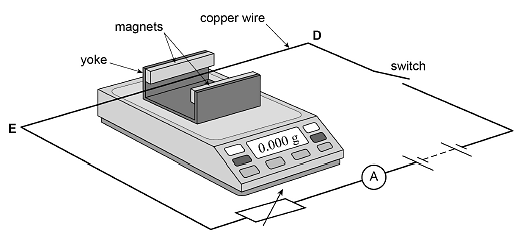 copper wire
D
magnets
yoke
switch
E
0.000 g
A